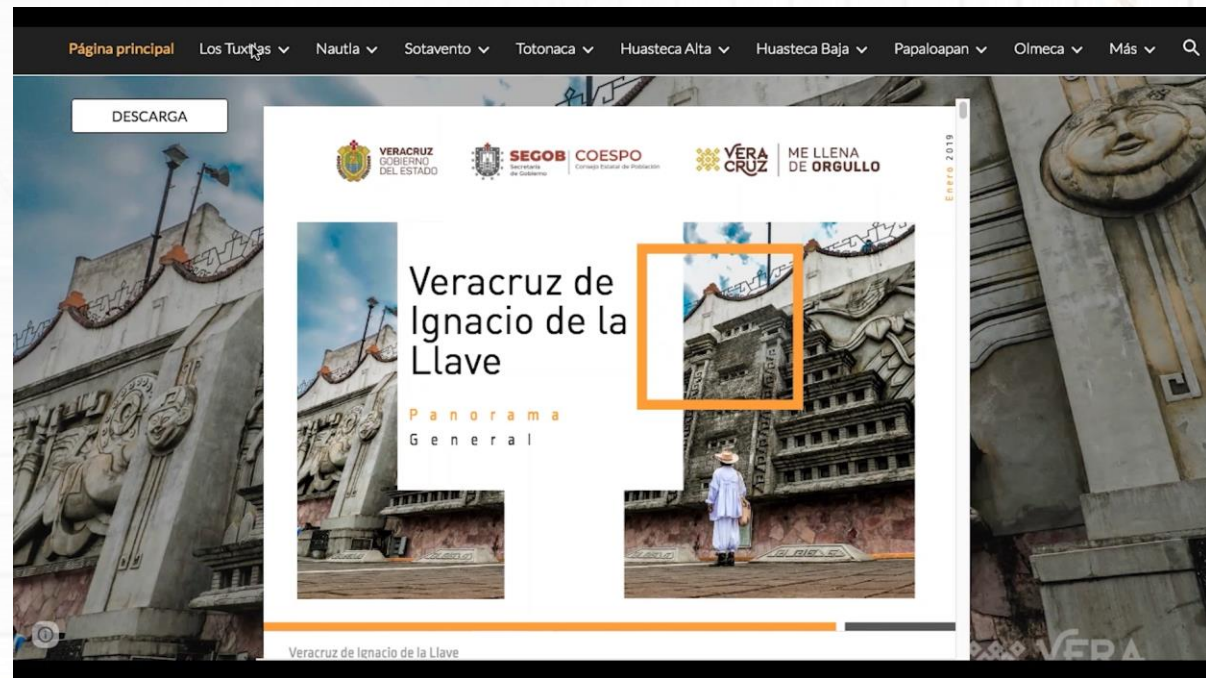 Página principal Los Tuxtlas Nautla Sotavento Totonaca Huasteca Alta Huasteca Baja Papaloapan Olmeca Más
DESCARGA
VERACRUZ
GOBIERNO
DEL ESTADO
SEGOB
Secretaría
de Gobierno
COESPO
Consejo Estatal de Población
VERA
CRUZ
ME LLENA
DE ORGULLO
Enero 2019
Veracruz de
Ignacio de la
Llave
Panorama
General
Veracruz de Ignacio de la Llave
VERA